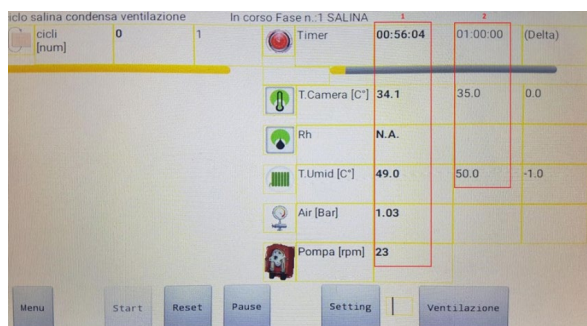 iclo salina condensa ventilazione In corso Fase n.:1 SALINA 1 2
cicli [num] 0 1 Timer 00:56:04 01:00:00 (Delta)
T.Camera [C°] 34.1 35.0 0.0
Rh N.A.
T.Umid [C°] 49.0 50.0 -1.0
Air [Bar] 1.03
Pompa [rpm] 23
Menu Start Reset Pause Setting Ventilazione